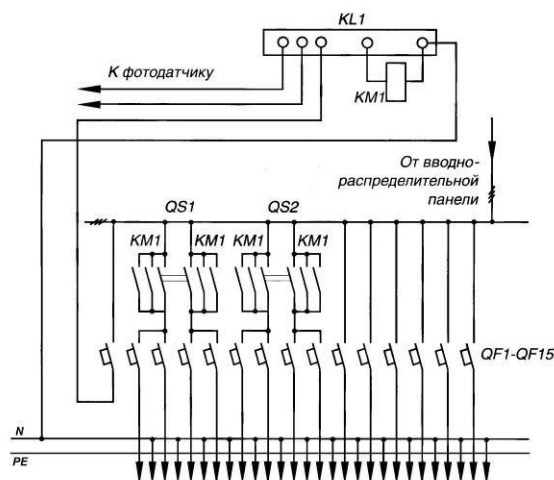 KL1
К фотодатчику
KM1
От вводно-
распределительной
панели
QS1
QS2
KM1
KM1
KM1
KM1
QF1-QF15
N
PE